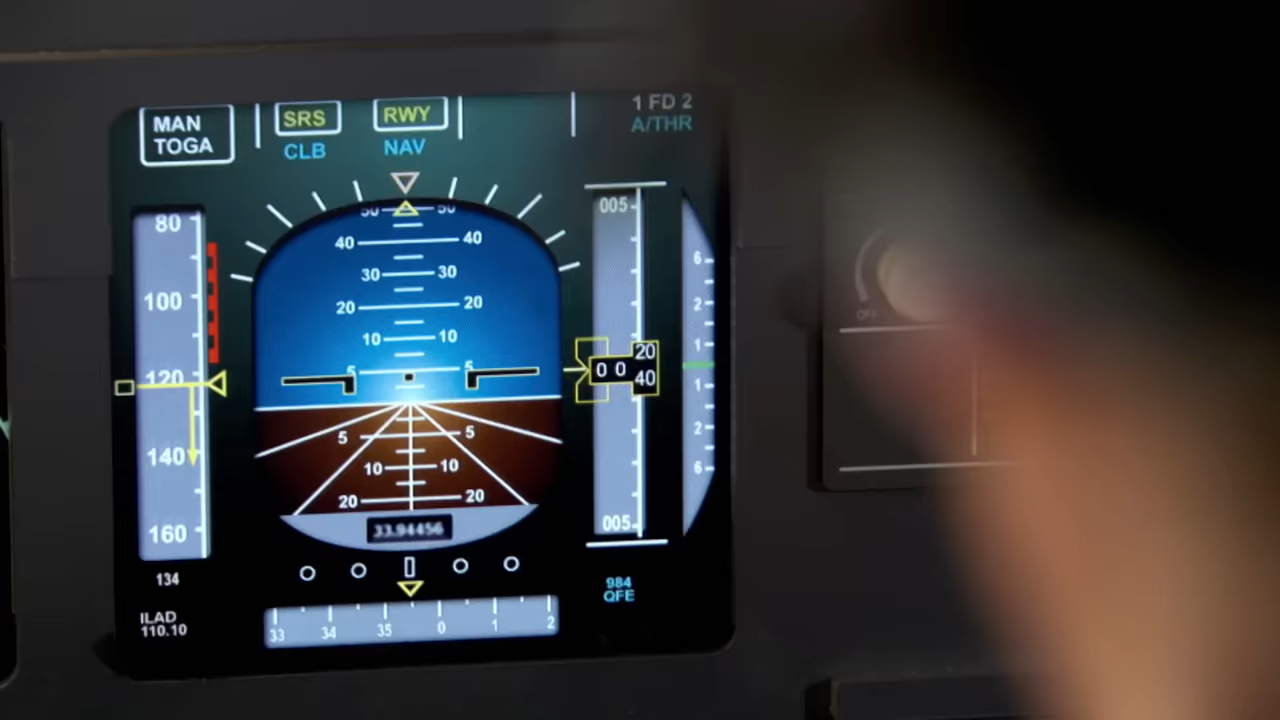 MAN
TOGA
SRS
CLB
RWY
NAV
1 FD 2
A/THR
80
100
120
140
160
134
ILAD
110.10
50 50
40 40
30 30
20 20
10 10
5 5
5 5
10 10
20 20
33.94456
33 34 35 0 1 2
005
0 0 20
40
005
984
QFE
6
2
1
1
2
6
OFF